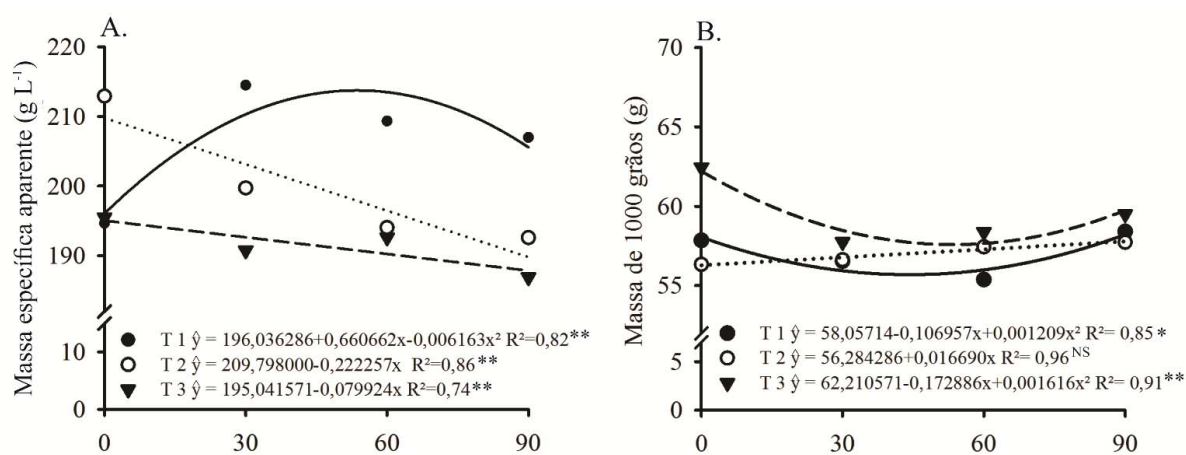 A.
Massa específica aparente (g L⁻¹)
220
210
200
190
10
0
T 1 ŷ = 196,036286+0,660662x-0,006163x² R²=0,82**
T 2 ŷ = 209,798000-0,222257x R²=0,86**
T 3 ŷ = 195,041571-0,079924x R²=0,74**
0 30 60 90
B.
Massa de 1000 grãos (g)
70
65
60
55
5
0
T 1 ŷ = 58,05714-0,106957x+0,001209x² R²= 0,85*
T 2 ŷ = 56,284286+0,016690x R²= 0,96 NS
T 3 ŷ = 62,210571-0,172886x+0,001616x² R²= 0,91**
0 30 60 90